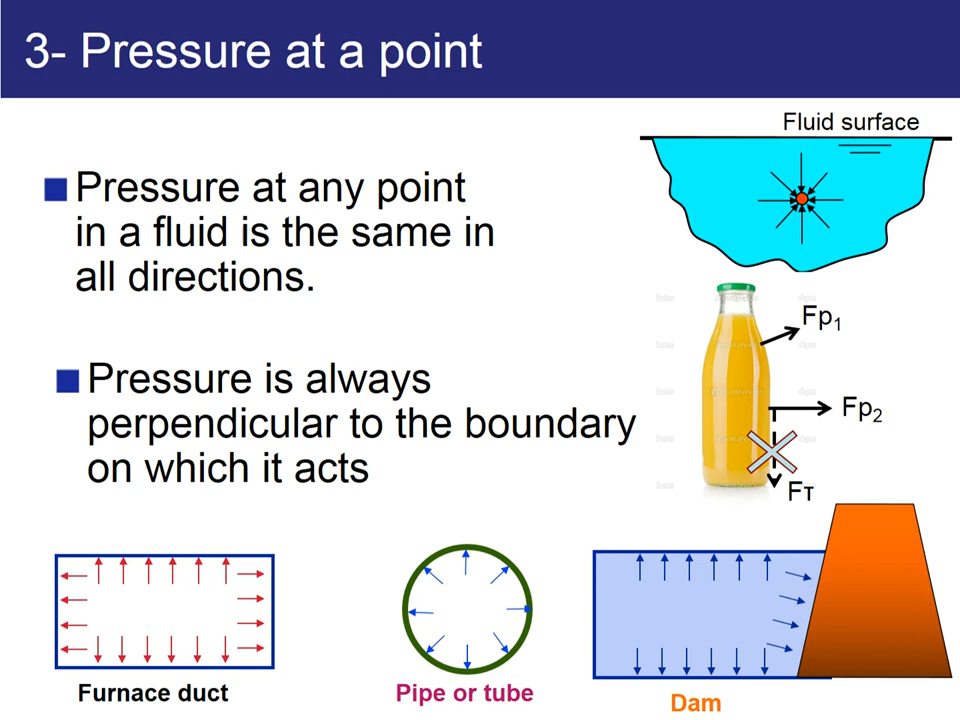 3- Pressure at a point
Fluid surface
Pressure at any point
in a fluid is the same in
all directions.
Fp1
Pressure is always
perpendicular to the boundary
on which it acts
Fp2
Fт
Furnace duct
Pipe or tube
Dam